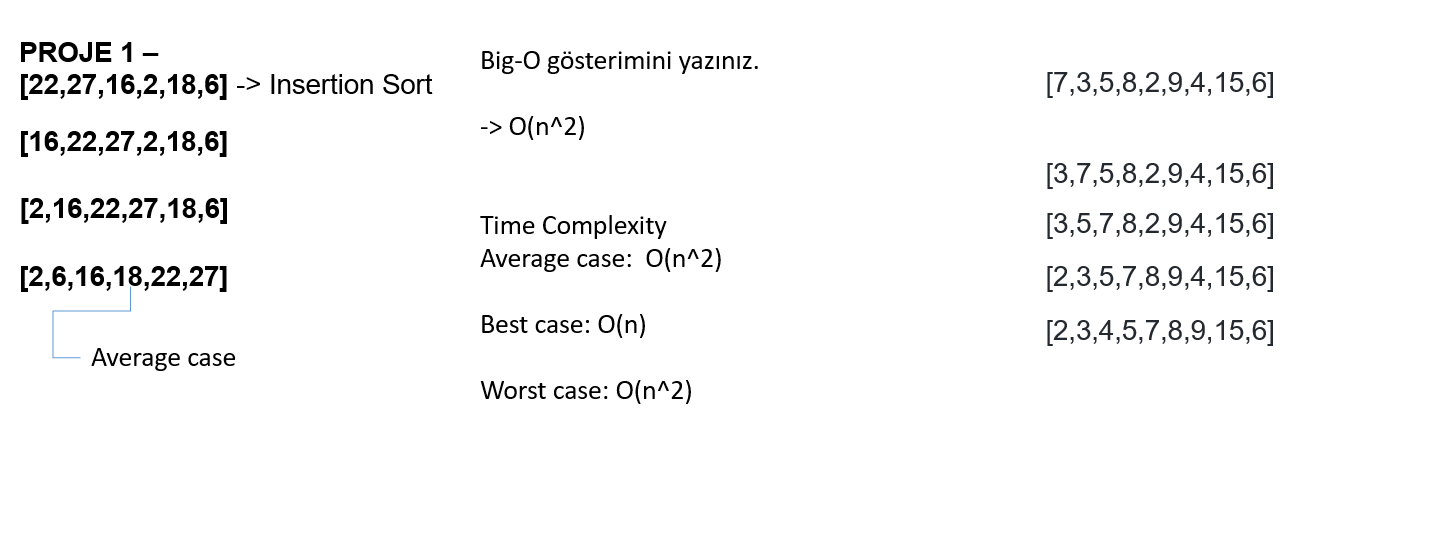 PROJE 1 –
[22,27,16,2,18,6] -> Insertion Sort
[16,22,27,2,18,6]
[2,16,22,27,18,6]
[2,6,16,18,22,27]
Average case
Big-O gösterimini yazınız.
-> O(n^2)
Time Complexity
Average case:  O(n^2)
Best case: O(n)
Worst case: O(n^2)
[7,3,5,8,2,9,4,15,6]
[3,7,5,8,2,9,4,15,6]
[3,5,7,8,2,9,4,15,6]
[2,3,5,7,8,9,4,15,6]
[2,3,4,5,7,8,9,15,6]